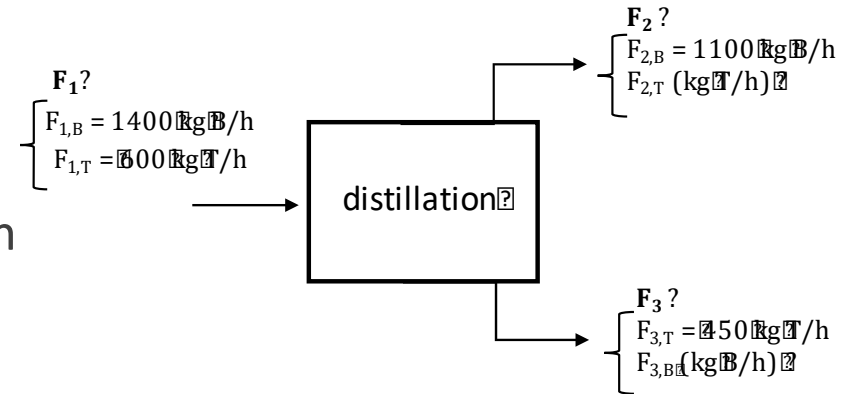 F2 ?
F2,B = 1100 kg B/h
F2,T (kg T/h) ?
F1?
F1,B = 1400 kg B/h
F1,T = 600 kg T/h
distillation
n
F3 ?
F3,T = 450 kg T/h
F3,B (kg B/h) ?